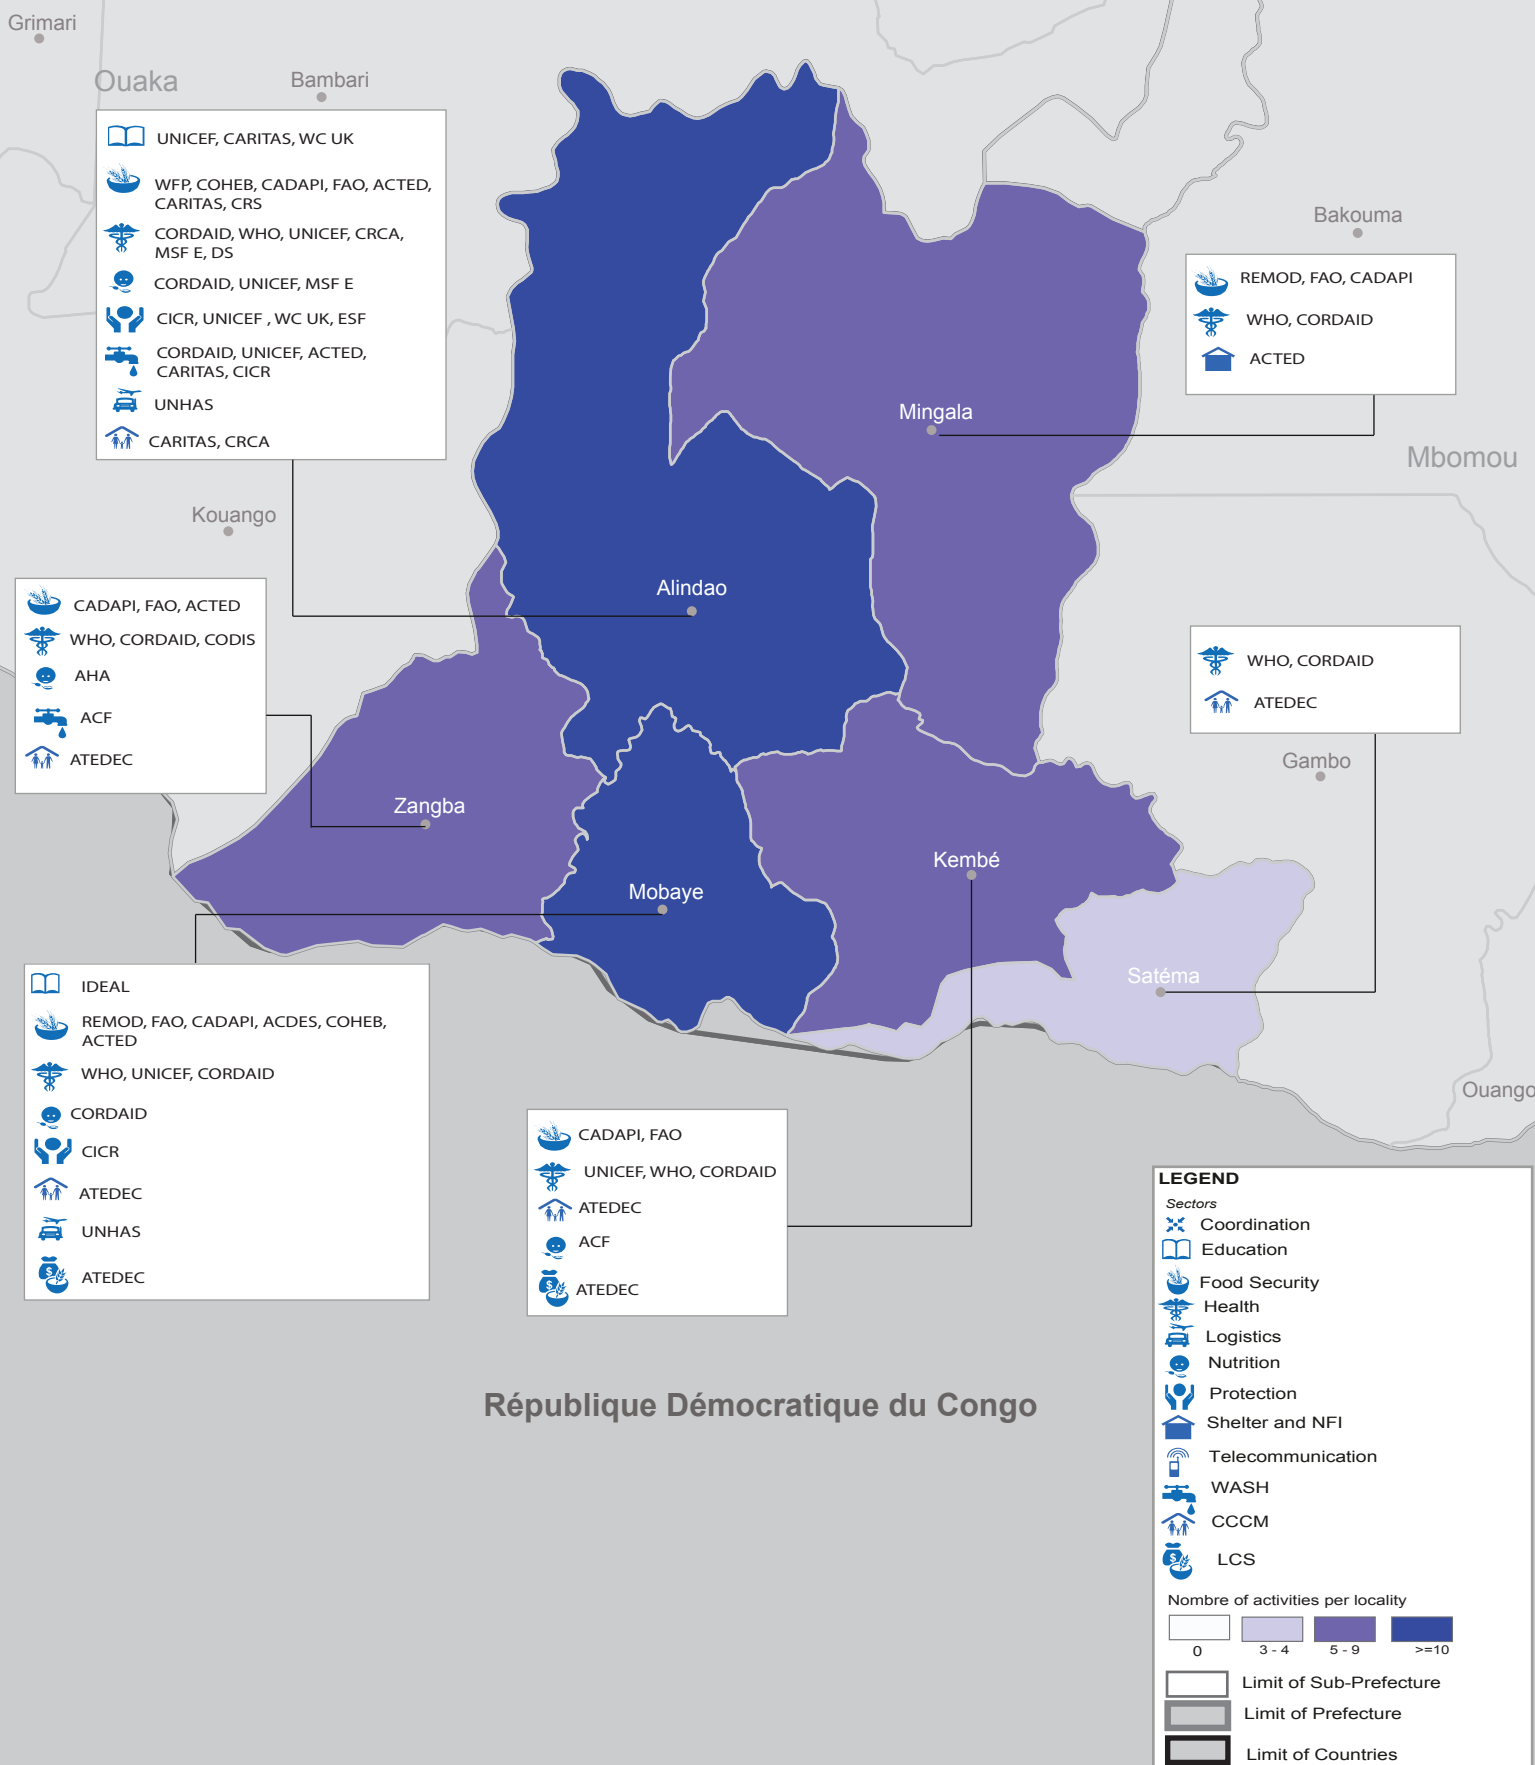 Grimari
Ouaka
Bambari
UNICEF, CARITAS, WC UK
WFP, COHEB, CADAPI, FAO, ACTED,
CARITAS, CRS
CORDAID, WHO, UNICEF, CRCA,
MSF E, DS
CORDAID, UNICEF, MSF E
CICR, UNICEF , WC UK, ESF
CORDAID, UNICEF, ACTED,
CARITAS, CICR
UNHAS
CARITAS, CRCA
Bakouma
REMOD, FAO, CADAPI
WHO, CORDAID
ACTED
Mingala
Mbomou
Kouango
Alindao
CADAPI, FAO, ACTED
WHO, CORDAID, CODIS
AHA
ACF
ATEDEC
WHO, CORDAID
ATEDEC
Gambo
Zangba
Kembé
Mobaye
Satéma
IDEAL
REMOD, FAO, CADAPI, ACDES, COHEB,
ACTED
WHO, UNICEF, CORDAID
CORDAID
CICR
ATEDEC
UNHAS
ATEDEC
CADAPI, FAO
UNICEF, WHO, CORDAID
ATEDEC
ACF
ATEDEC
Ouango
République Démocratique du Congo
LEGEND
Sectors
Coordination
Education
Food Security
Health
Logistics
Nutrition
Protection
Shelter and NFI
Telecommunication
WASH
CCCM
LCS
Nombre of activities per locality
0 3 - 4 5 - 9 >=10
Limit of Sub-Prefecture
Limit of Prefecture
Limit of Countries